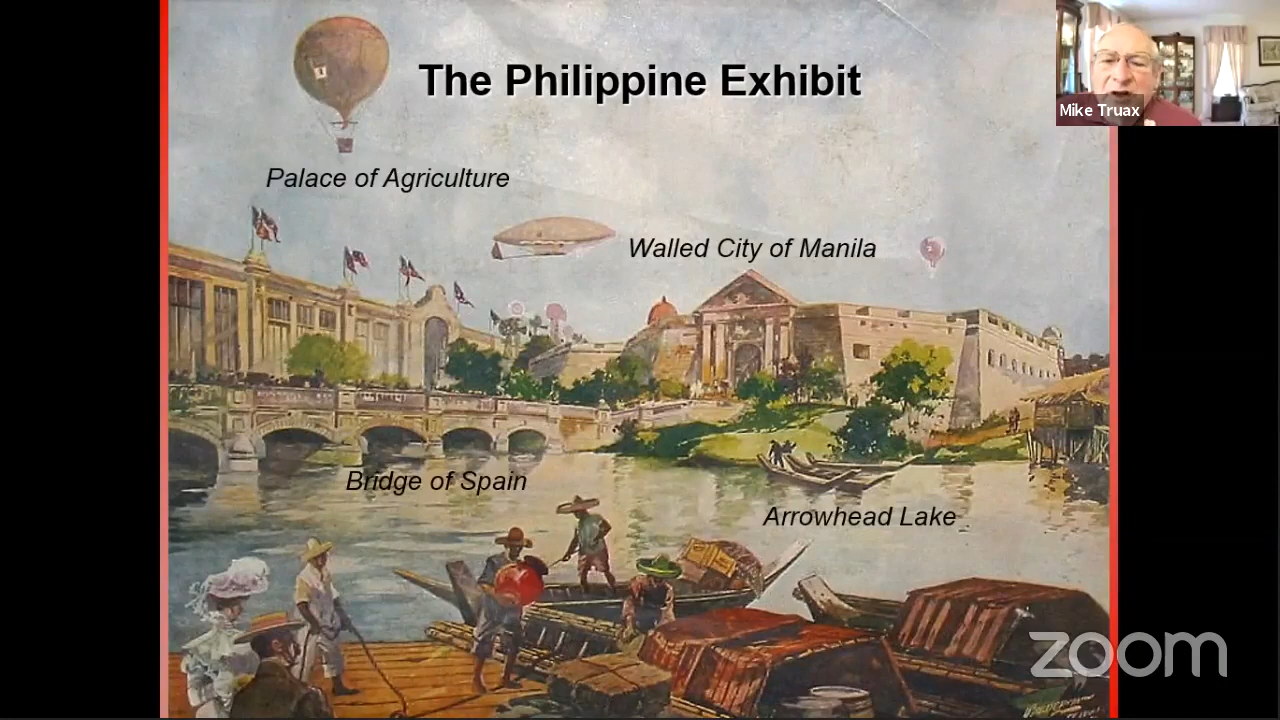 The Philippine Exhibit
Mike Truax
Palace of Agriculture
Walled City of Manila
Bridge of Spain
Arrowhead Lake
zoom